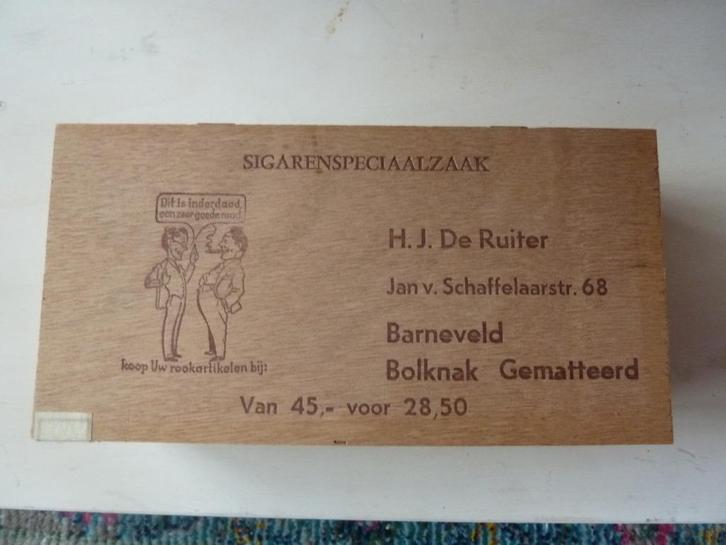 SIGARENSPECIAALZAAK
Dit is inderdaad
een zeer goede raad
H.J. De Ruiter
Jan v. Schaffelaarstr. 68
Barneveld
koop Uw rookartikelen bij:
Bolknak Gematteerd
Van 45,- voor 28,50